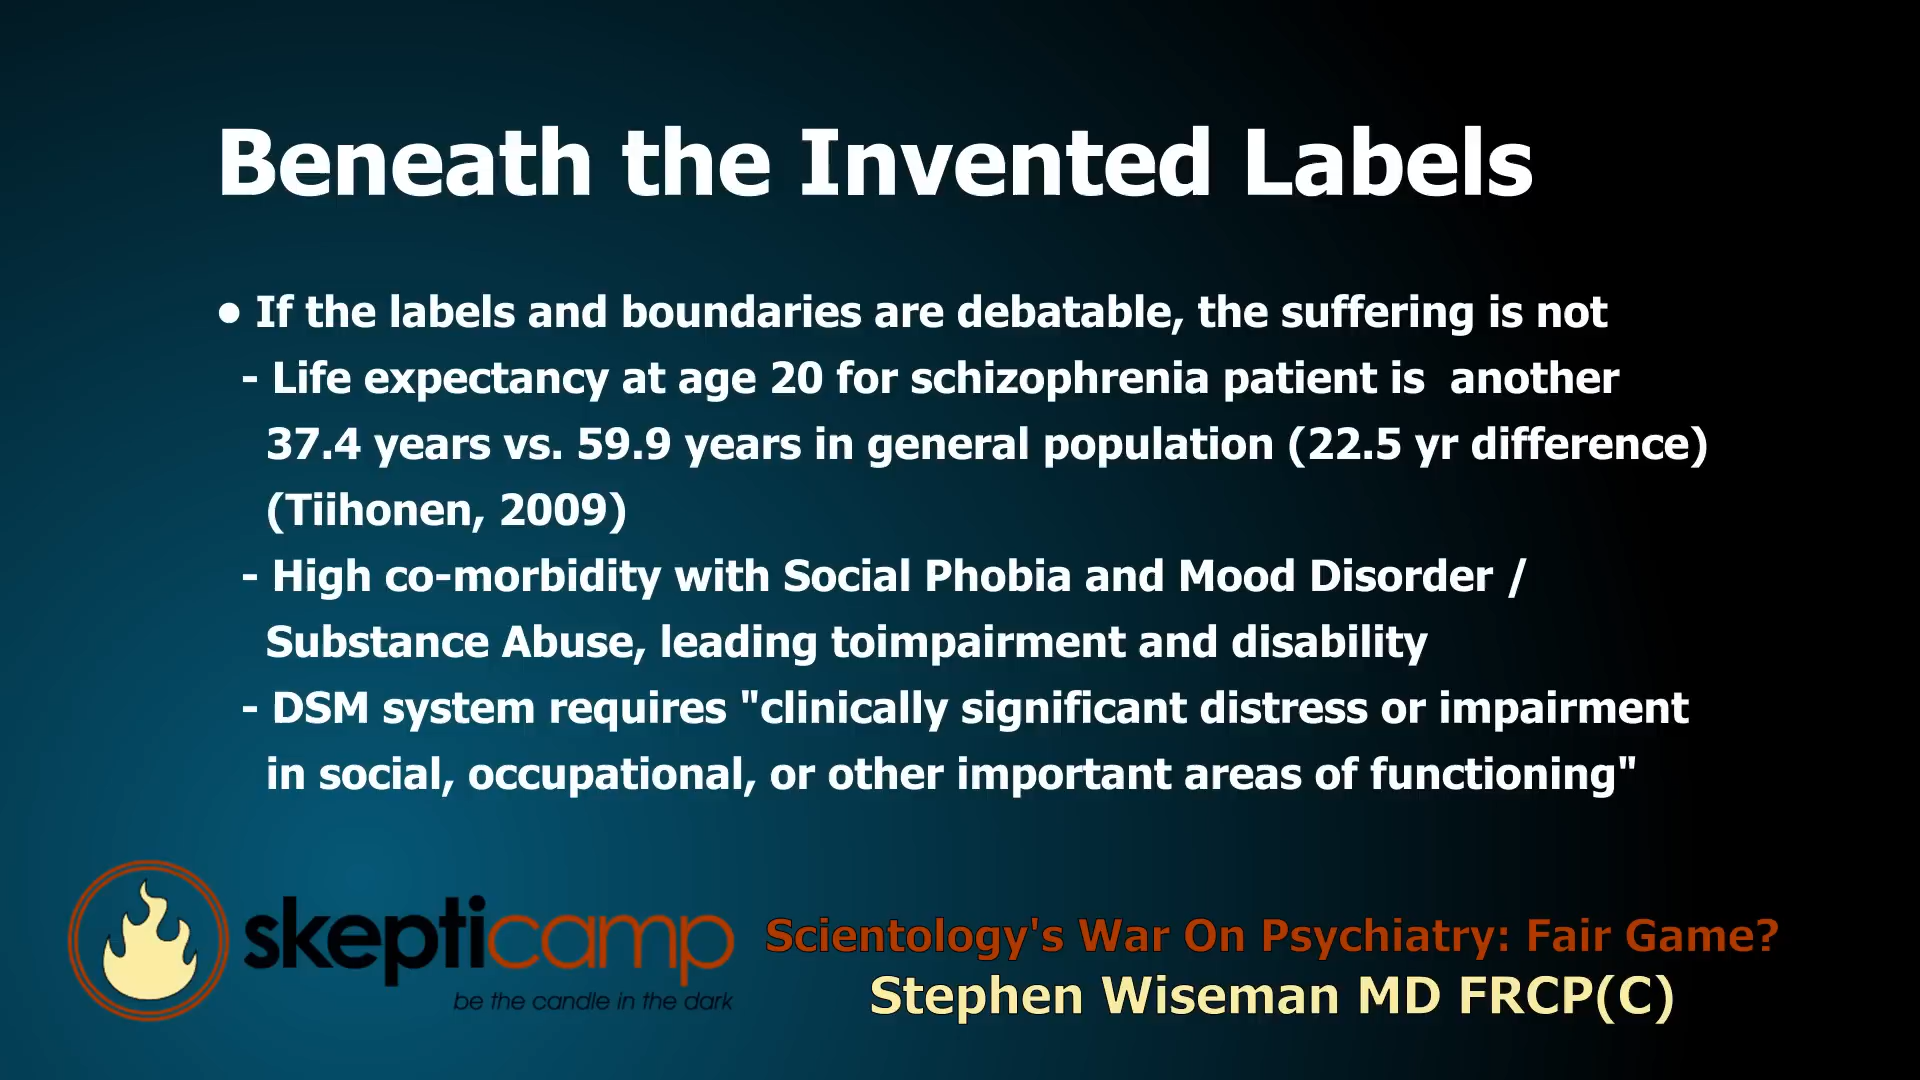 Beneath the Invented Labels
• If the labels and boundaries are debatable, the suffering is not
- Life expectancy at age 20 for schizophrenia patient is  another
37.4 years vs. 59.9 years in general population (22.5 yr difference)
(Tiihonen, 2009)
- High co-morbidity with Social Phobia and Mood Disorder /
Substance Abuse, leading toimpairment and disability
- DSM system requires "clinically significant distress or impairment
in social, occupational, or other important areas of functioning"
skepticamp
be the candle in the dark
Scientology's War On Psychiatry: Fair Game?
Stephen Wiseman MD FRCP(C)